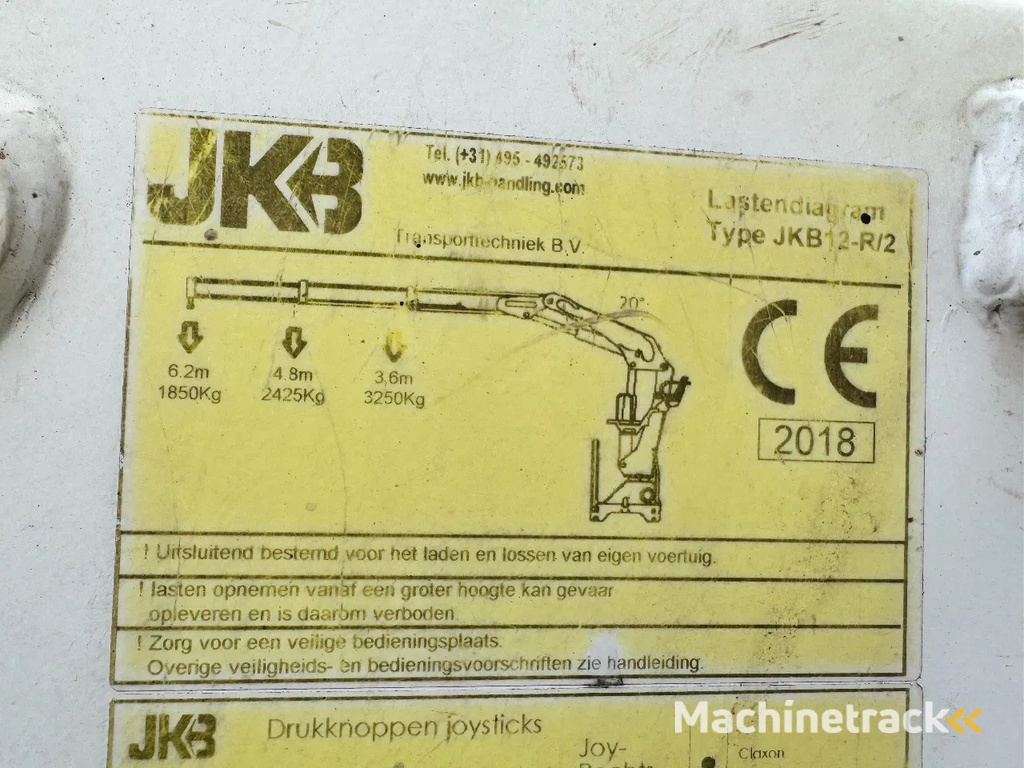 JKB
Tel. (+31) 495 - 492573
www.jkb-handling.com
Transporttechniek B.V.
Lastendiagram
Type JKB12-R/2
20°
6.2m
1850Kg
4.8m
2425Kg
3,6m
3250Kg
CE
2018
! Uitsluitend bestemd voor het laden en lossen van eigen voertuig.
! lasten opnemen vanaf een groter hoogte kan gevaar
opleveren en is daarom verboden.
! Zorg voor een veilige bedieningsplaats.
Overige veiligheids- en bedieningsvoorschriften zie handleiding.
JKB
Drukknoppen joysticks
Joy-
Claxon
Machinetrack